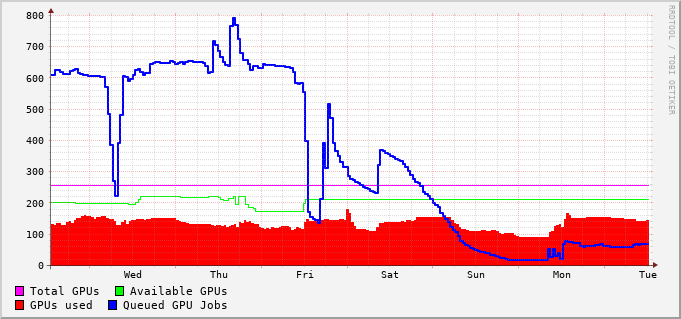 800
700
600
500
400
300
200
100
0
Wed Thu Fri Sat Sun Mon Tue
Total GPUs Available GPUs
GPUs used Queued GPU Jobs
RRDTOOL / TOBI OETIKER